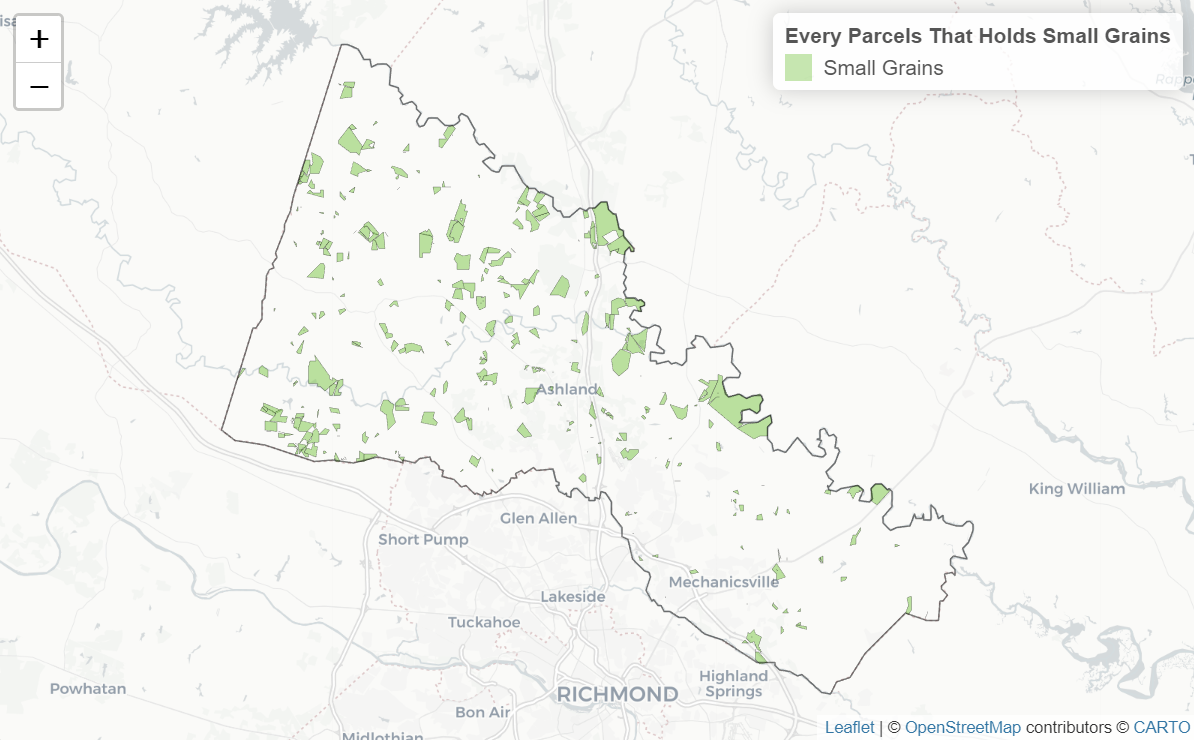 +
−
Every Parcels That Holds Small Grains
Small Grains
Ashland
King William
Glen Allen
Short Pump
Mechanicsville
Lakeside
Tuckahoe
Highland
Springs
Powhatan
RICHMOND
Bon Air
Midlothian
Leaflet | © OpenStreetMap contributors © CARTO